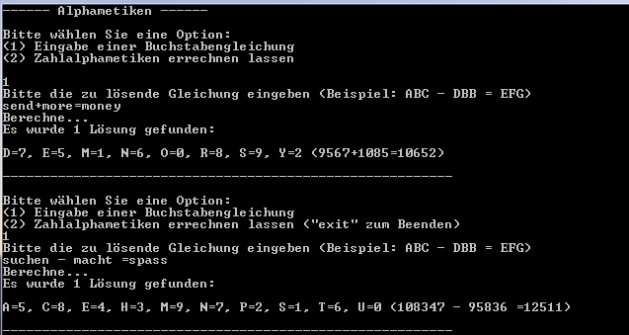 ------ Alphametiken ------
Bitte wählen Sie eine Option:
(1) Eingabe einer Buchstabengleichung
(2) Zahlalphametiken errechnen lassen
1
Bitte die zu lösende Gleichung eingeben (Beispiel: ABC - DBB = EFG)
send+more=money
Berechne...
Es wurde 1 Lösung gefunden:
D=7, E=5, M=1, N=6, O=0, R=8, S=9, Y=2 (9567+1085=10652)
--------------------------------------------------------
Bitte wählen Sie eine Option:
(1) Eingabe einer Buchstabengleichung
(2) Zahlalphametiken errechnen lassen ("exit" zum Beenden)
1
Bitte die zu lösende Gleichung eingeben (Beispiel: ABC - DBB = EFG)
suchen - macht =spass
Berechne...
Es wurde 1 Lösung gefunden:
A=5, C=8, E=4, H=3, M=9, N=7, P=2, S=1, T=6, U=0 (108347 - 95836 =12511)
--------------------------------------------------------